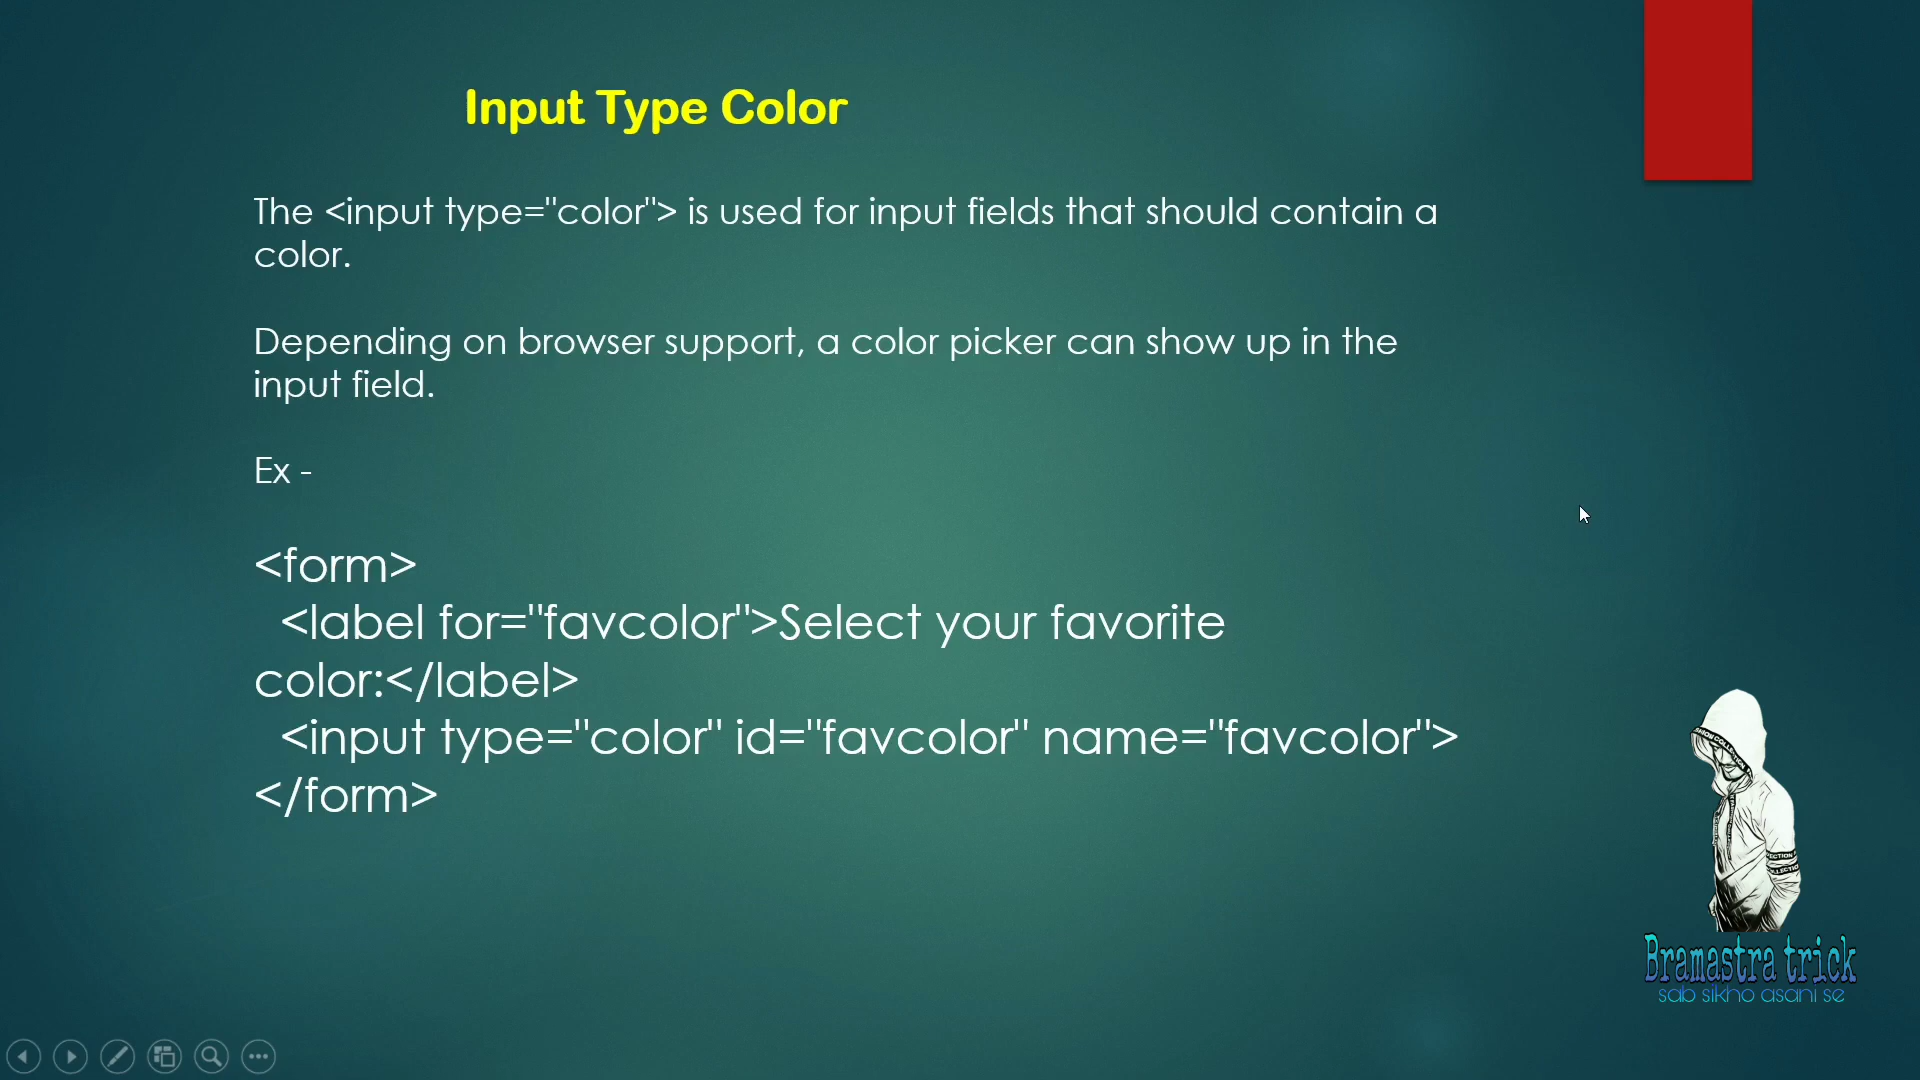 Input Type Color
The <input type="color"> is used for input fields that should contain a
color.
Depending on browser support, a color picker can show up in the
input field.
Ex -
<form>
<label for="favcolor">Select your favorite
color:</label>
<input type="color" id="favcolor" name="favcolor">
</form>
Bramastra trick
sab sikho asani se